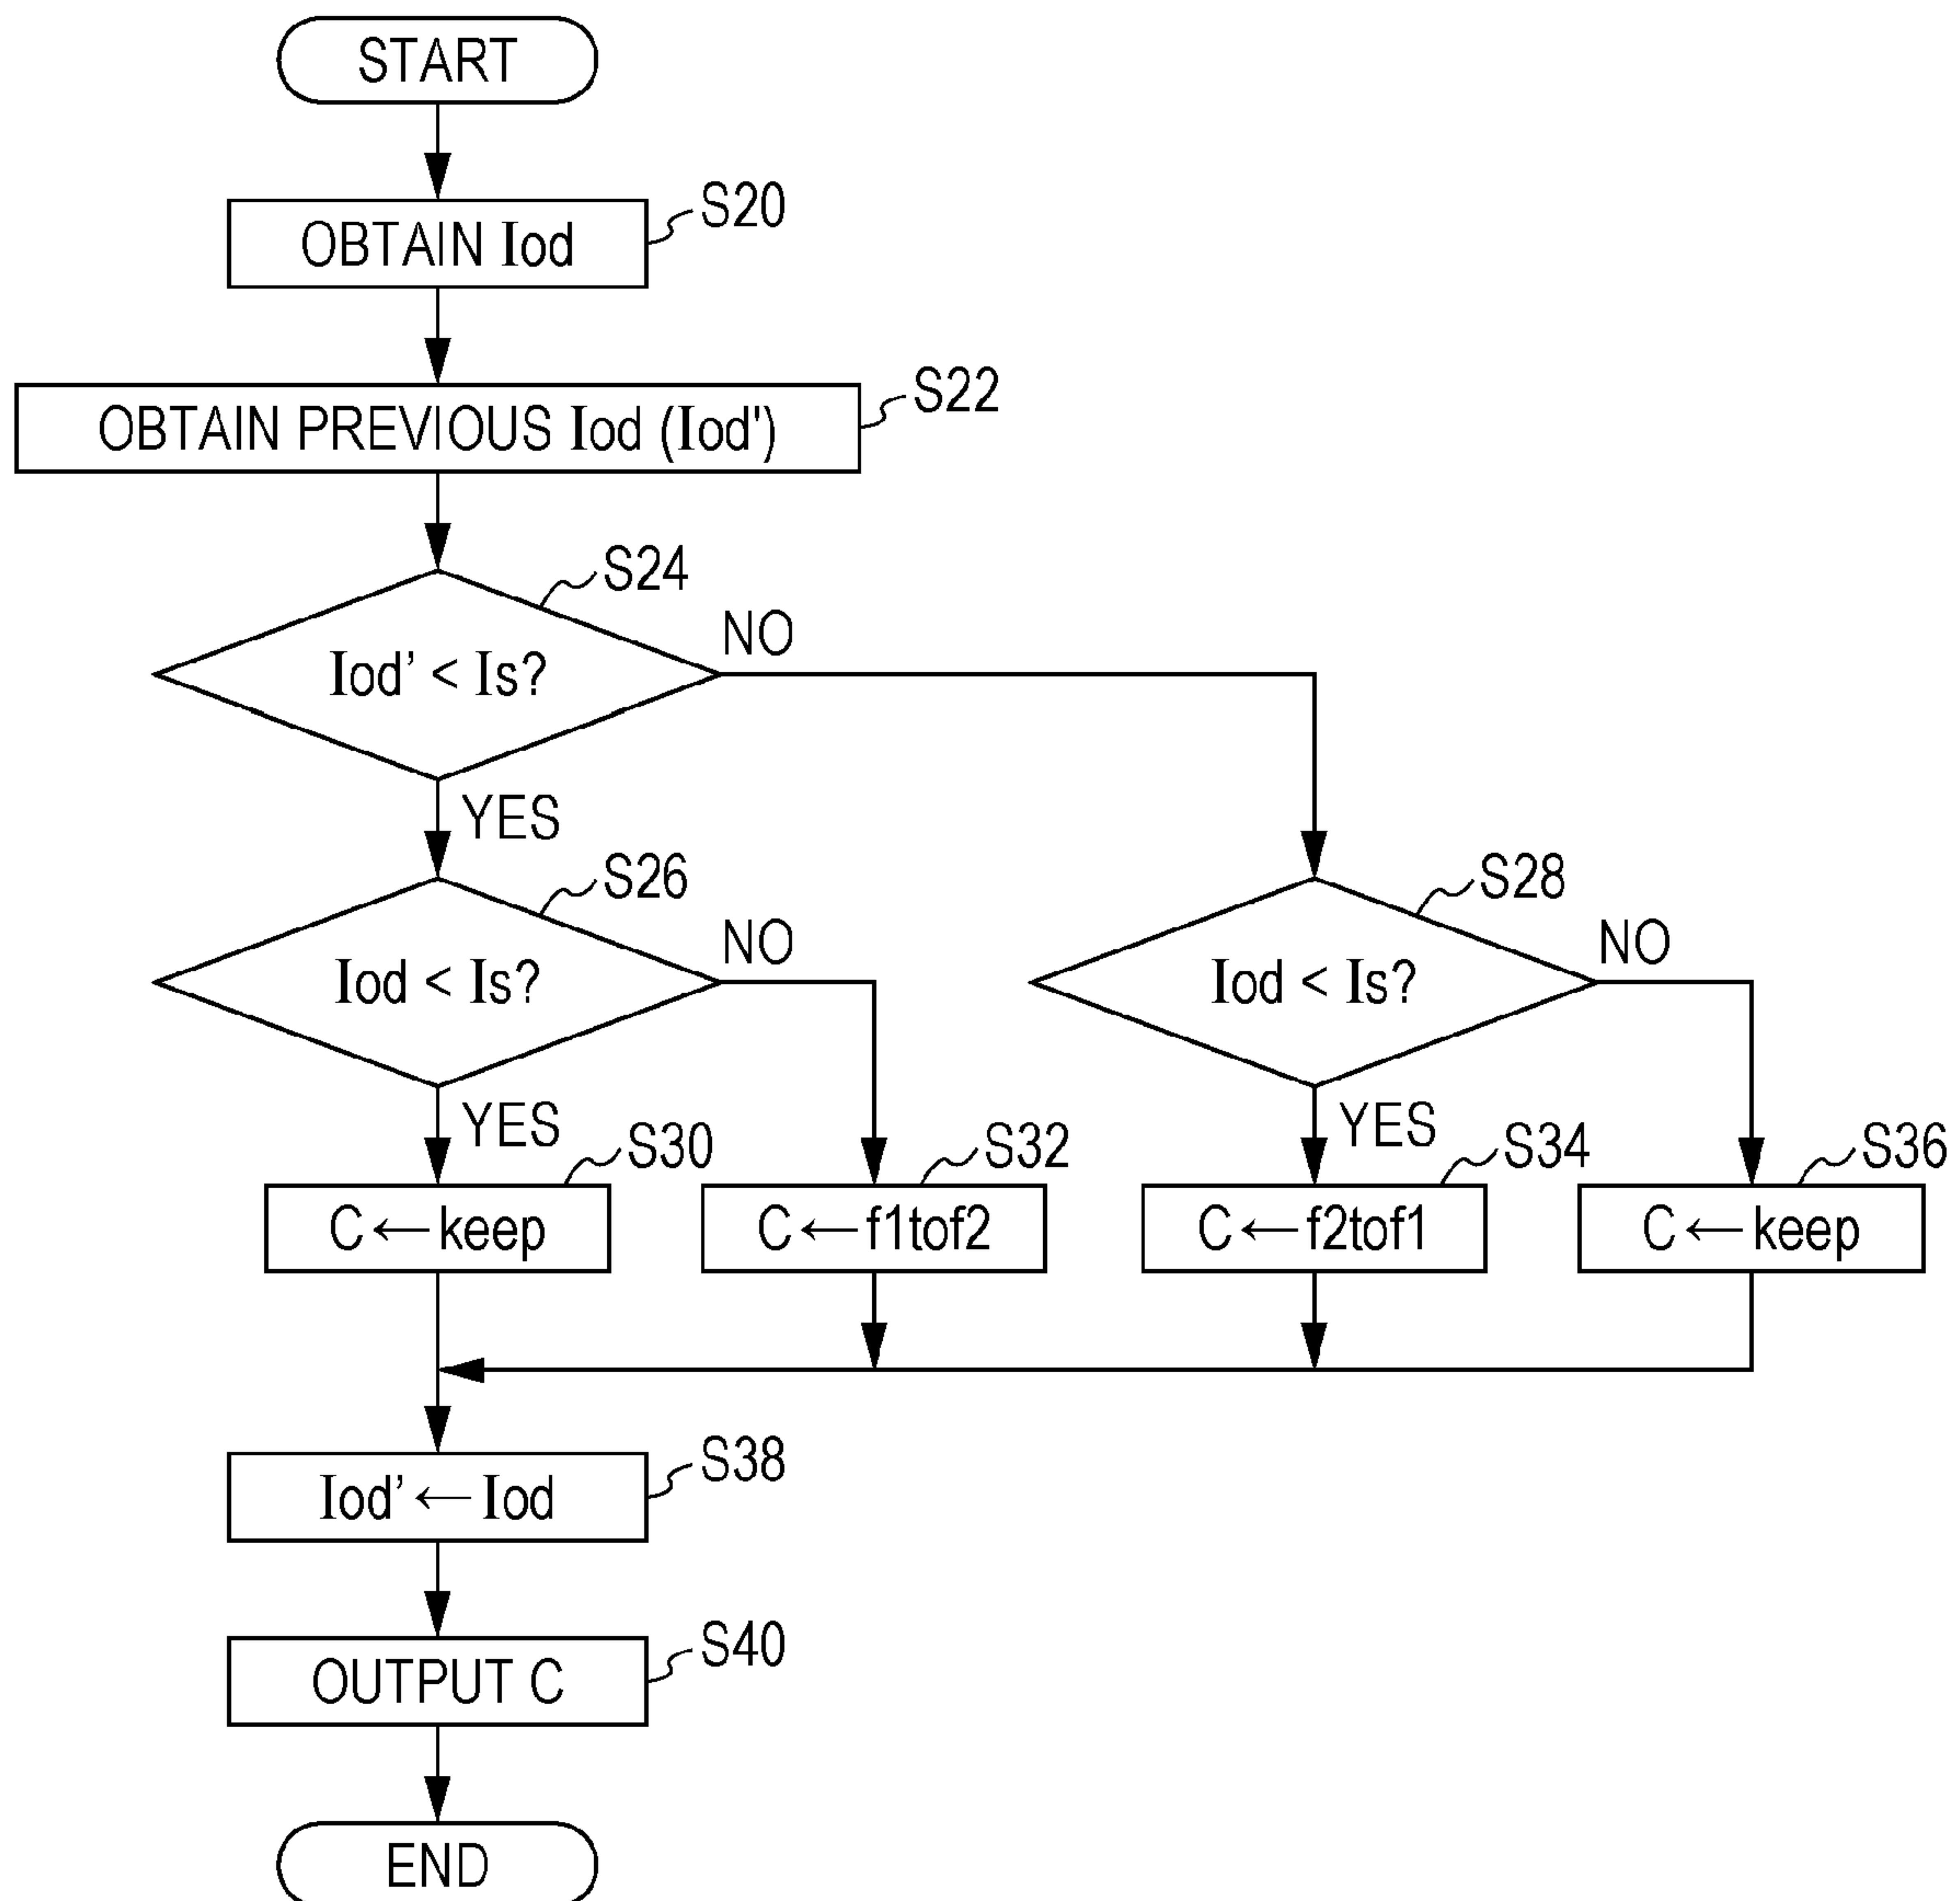 START
S20
OBTAIN Iod
S22
OBTAIN PREVIOUS Iod (Iod')
S24
Iod' < Is?
NO
YES
S26
Iod < Is?
NO
S28
Iod < Is?
NO
YES
YES
S30
C ← keep
S32
C ← f1tof2
S34
C ← f2tof1
S36
C ← keep
S38
Iod' ← Iod
S40
OUTPUT C
END